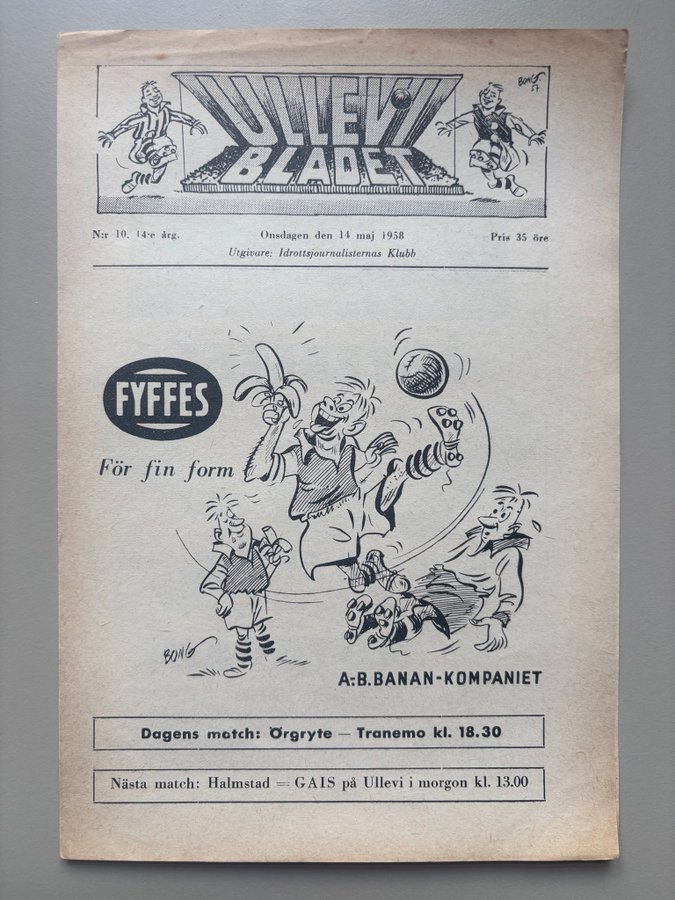 BONG.
57
ULLEVI
BLADET
N:r 10. 14:e årg. Onsdagen den 14 maj 1958 Pris 35 öre
Utgivare: Idrottsjournalisternas Klubb
FYFFES
För fin form
BONG
A.-B. BANAN-KOMPANIET
Dagens match: Örgryte — Tranemo kl. 18.30
Nästa match: Halmstad = GAIS på Ullevi i morgon kl. 13.00